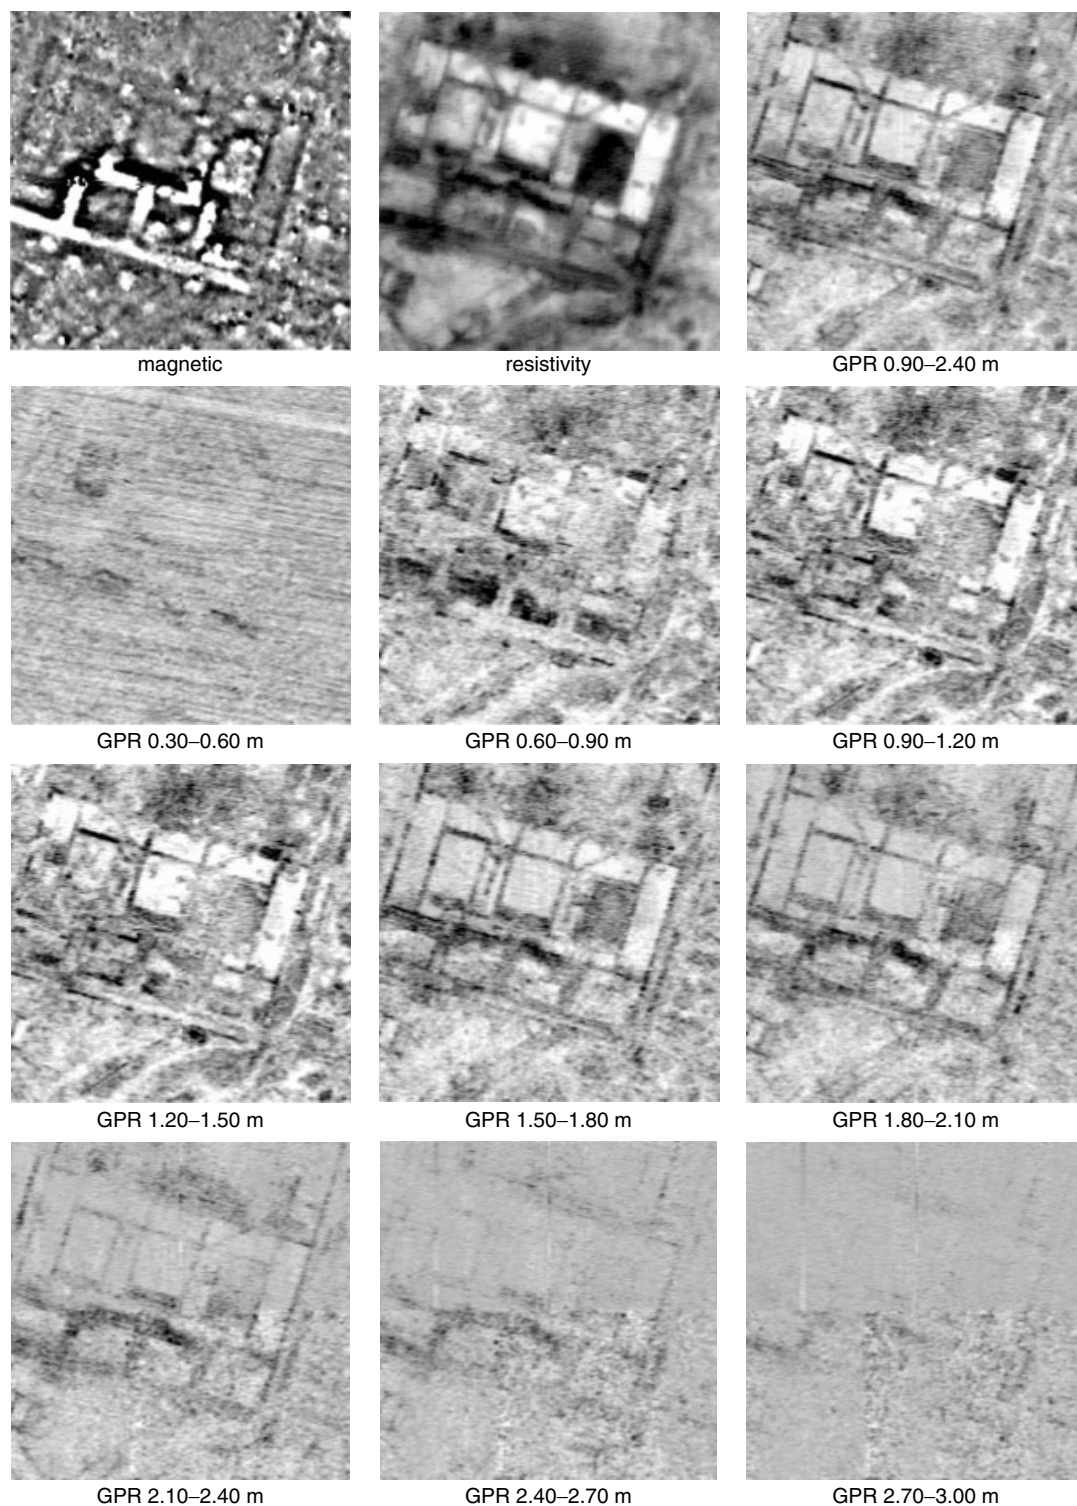 magnetic
resistivity
GPR 0.90–2.40 m
GPR 0.30–0.60 m
GPR 0.60–0.90 m
GPR 0.90–1.20 m
GPR 1.20–1.50 m
GPR 1.50–1.80 m
GPR 1.80–2.10 m
GPR 2.10–2.40 m
GPR 2.40–2.70 m
GPR 2.70–3.00 m